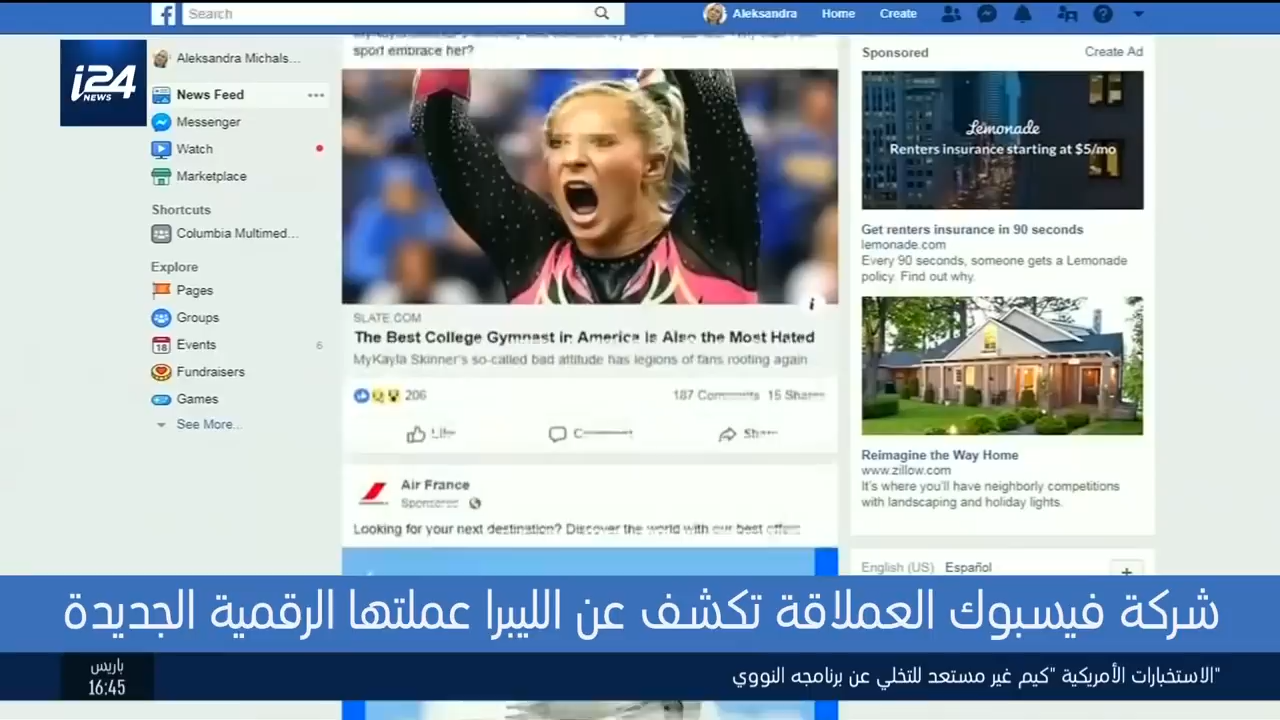 Search
Aleksandra
Home
Create
i24
NEWS
Aleksandra Michals...
News Feed
Messenger
Watch
Marketplace
Shortcuts
Columbia Multimed...
Explore
Pages
Groups
18
Events
6
Fundraisers
Games
See More...
sport embrace her?
SLATE.COM
The Best College Gymnast in America is Also the Most Hated
MyKayla Skinner's so-called bad attitude has legions of fans rooting again
206
187 Comments
15 Shares
Like
Comment
Share
Air France
Sponsored
Looking for your next destination? Discover the world with our best offers
Sponsored
Create Ad
Lemonade
Renters insurance starting at $5/mo
Get renters insurance in 90 seconds
lemonade.com
Every 90 seconds, someone gets a Lemonade
policy. Find out why.
Reimagine the Way Home
www.zillow.com
It's where you'll have neighborly competitions
with landscaping and holiday lights.
English (US)
Español
شركة فيسبوك العملاقة تكشف عن الليبرا عملتها الرقمية الجديدة
"الاستخبارات الأمريكية "كيم غير مستعد للتخلي عن برنامجه النووي
باريس
16:45